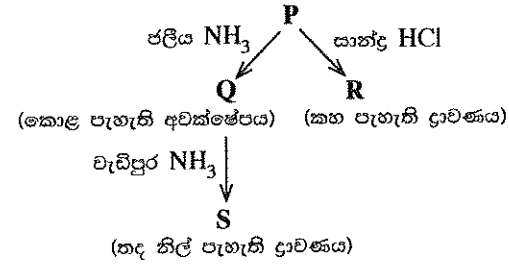 P
ජලීය NH₃ සාන්ද්‍ර HCl
Q R
(කොළ පැහැති අවක්ෂේපය) (කහ පැහැති ද්‍රාවණය)
වැඩිපුර NH₃
S
(තද නිල් පැහැති ද්‍රාවණය)